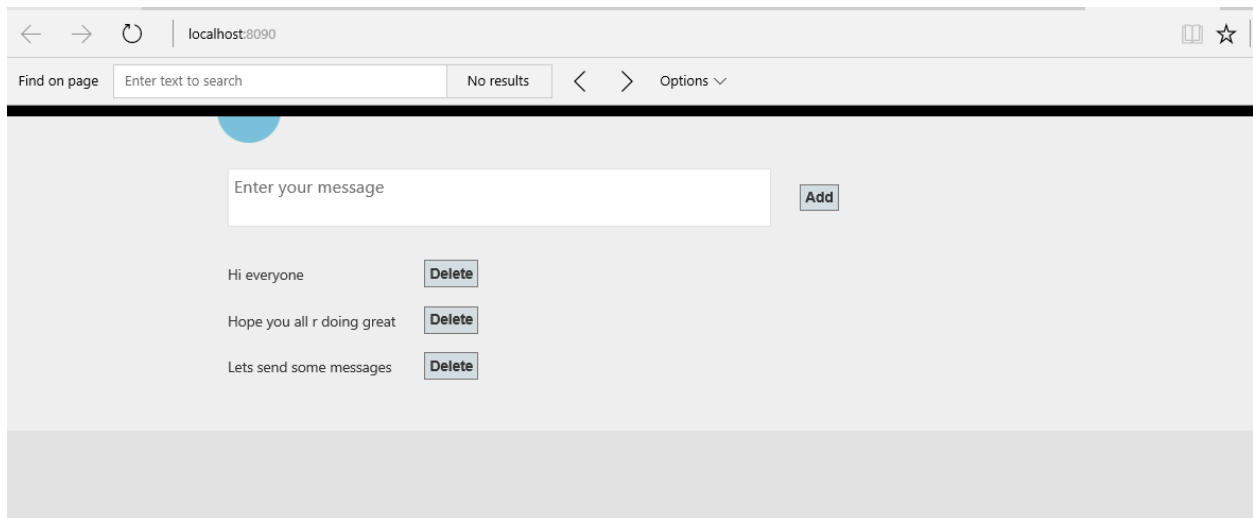 localhost:8090
Find on page Enter text to search No results Options
Enter your message Add
Hi everyone Delete
Hope you all r doing great Delete
Lets send some messages Delete